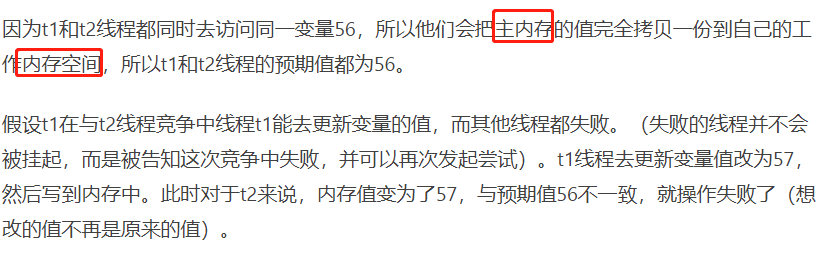 因为t1和t2线程都同时去访问同一变量56，所以他们会把主内存的值完全拷贝一份到自己的工
作内存空间，所以t1和t2线程的预期值都为56。
假设t1在与t2线程竞争中线程t1能去更新变量的值，而其他线程都失败。（失败的线程并不会
被挂起，而是被告知这次竞争中失败，并可以再次发起尝试）。t1线程去更新变量值改为57，
然后写到内存中。此时对于t2来说，内存值变为了57，与预期值56不一致，就操作失败了（想
改的值不再是原来的值）。